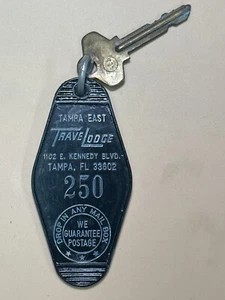 TAMPA EAST
TRAVELODGE
1102 E. KENNEDY BLVD.
TAMPA, FL 33602
250
DROP IN ANY MAIL BOX
WE
GUARANTEE
POSTAGE